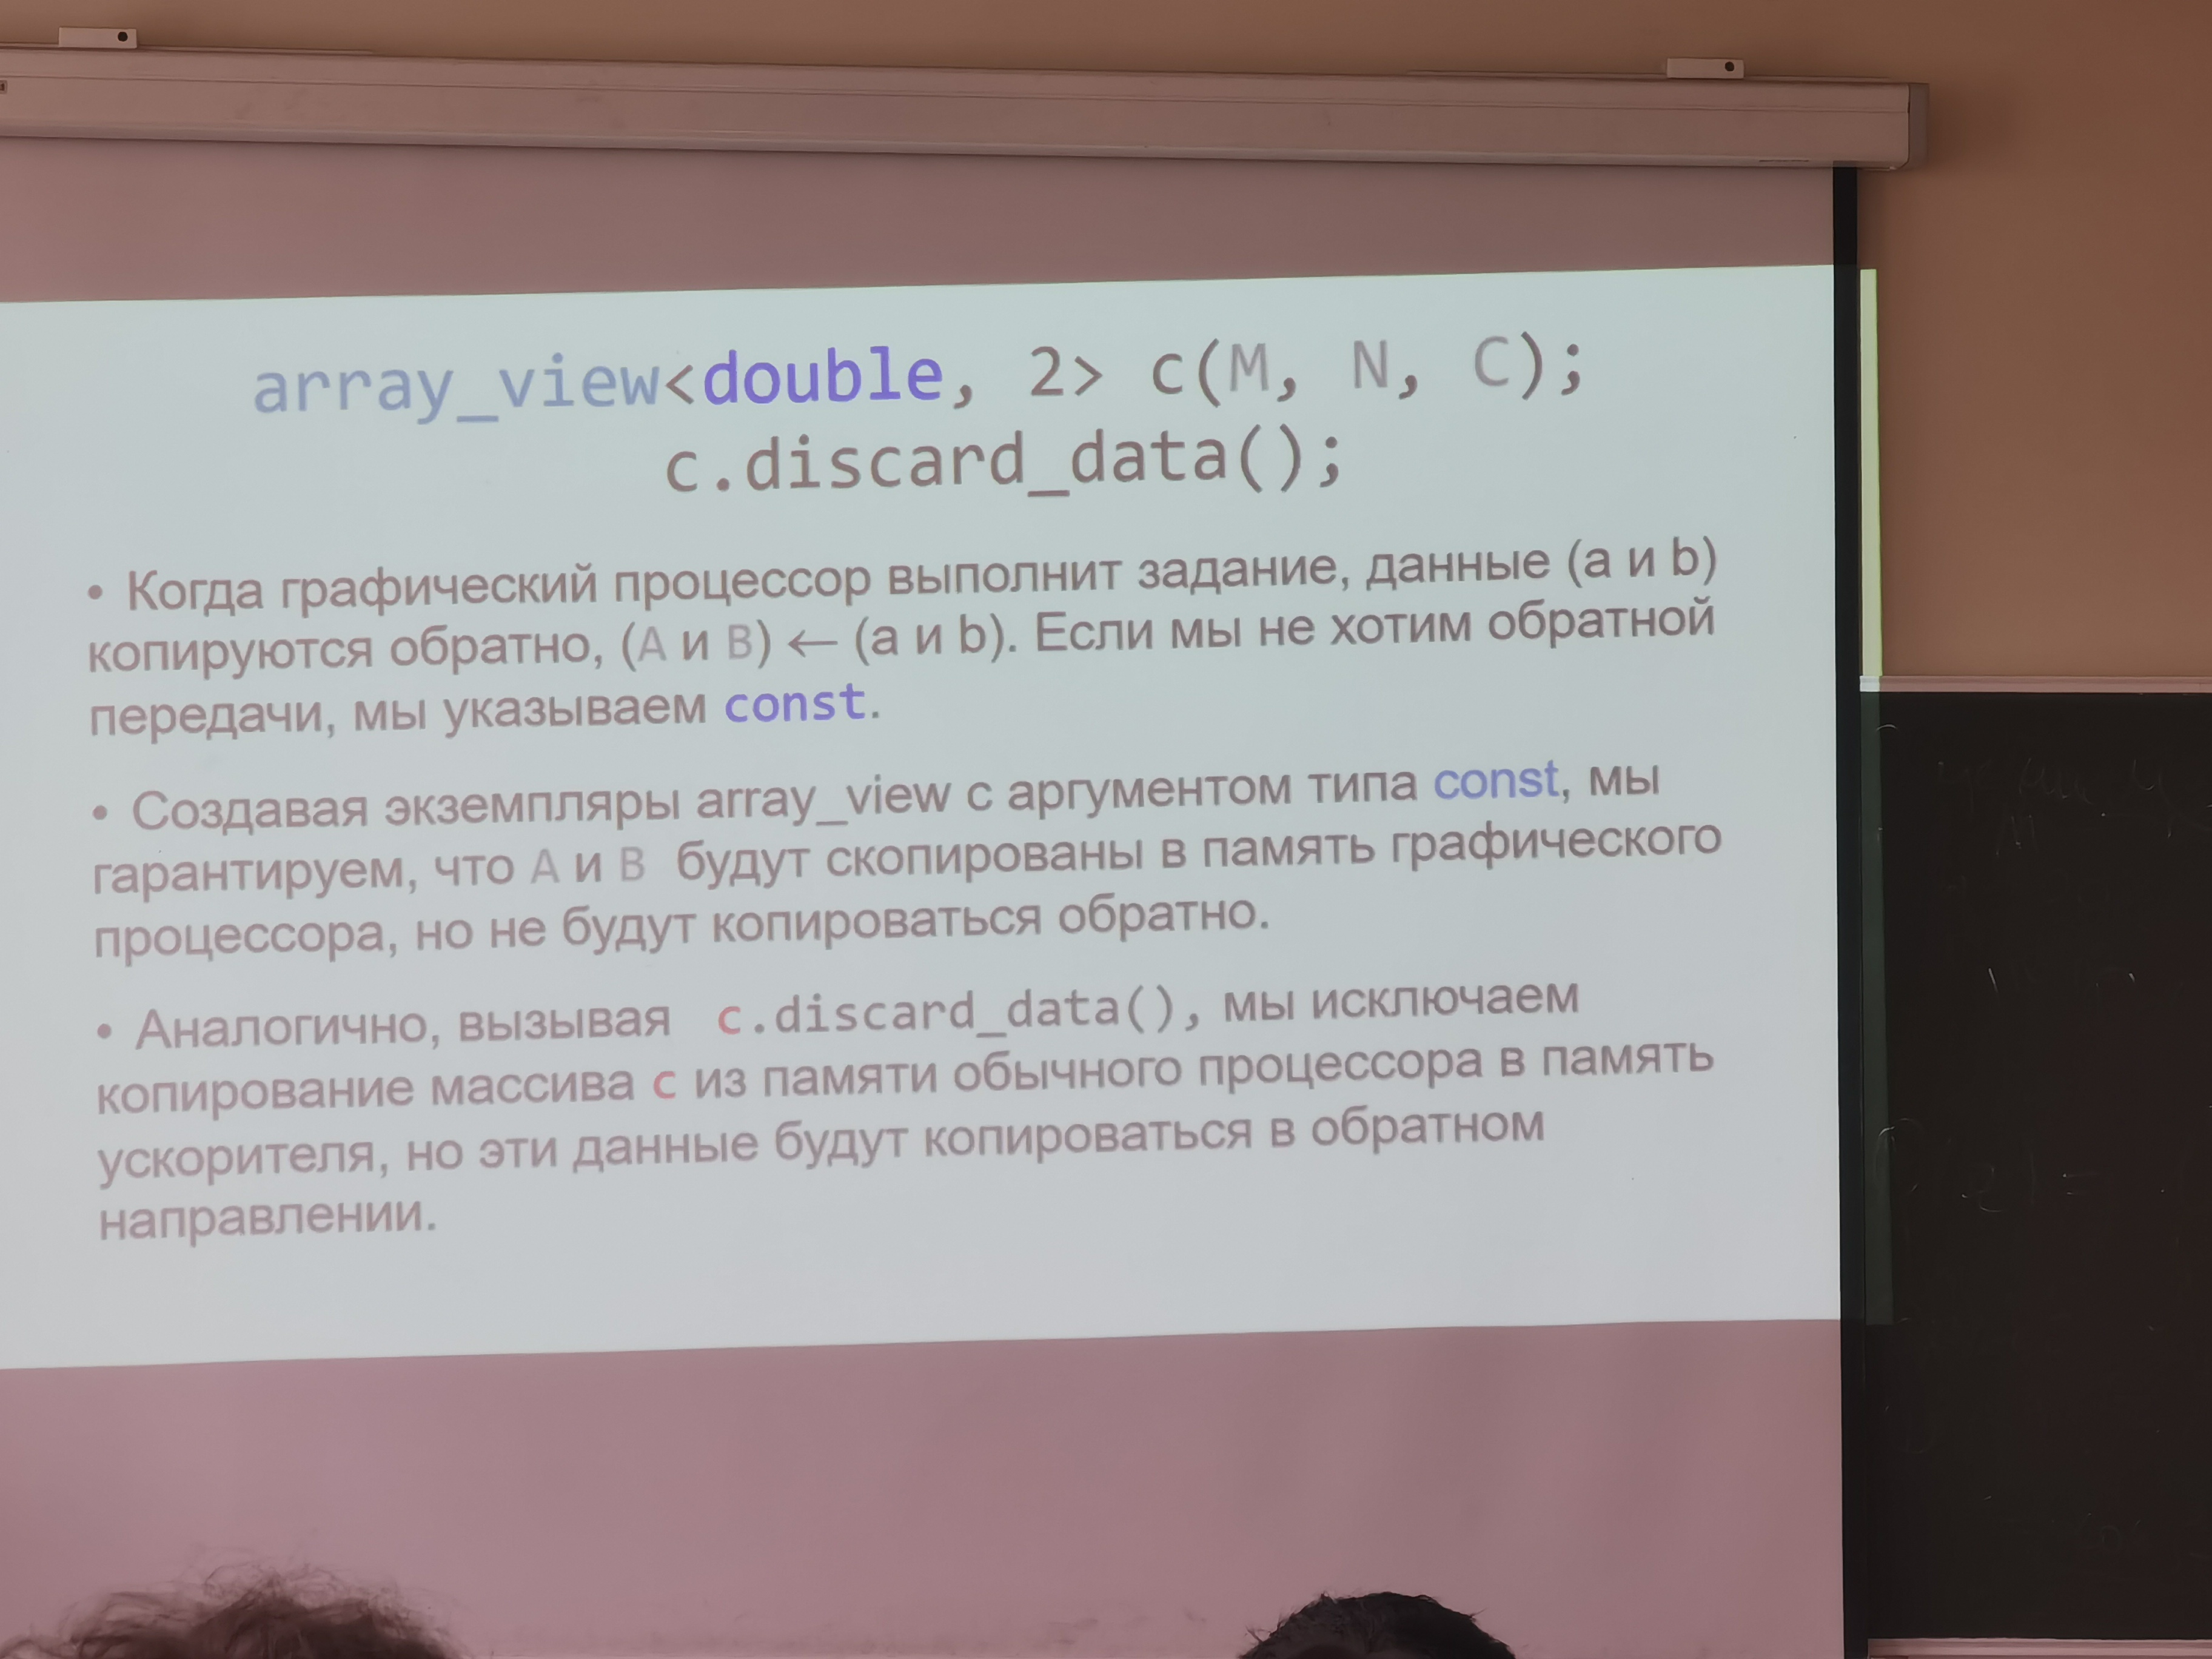 array_view<double, 2> c(M, N, C);
c.discard_data();
• Когда графический процессор выполнит задание, данные (a и b)
копируются обратно, (A и B) ← (a и b). Если мы не хотим обратной
передачи, мы указываем const.
• Создавая экземпляры array_view с аргументом типа const, мы
гарантируем, что A и B будут скопированы в память графического
процессора, но не будут копироваться обратно.
• Аналогично, вызывая c.discard_data(), мы исключаем
копирование массива c из памяти обычного процессора в память
ускорителя, но эти данные будут копироваться в обратном
направлении.